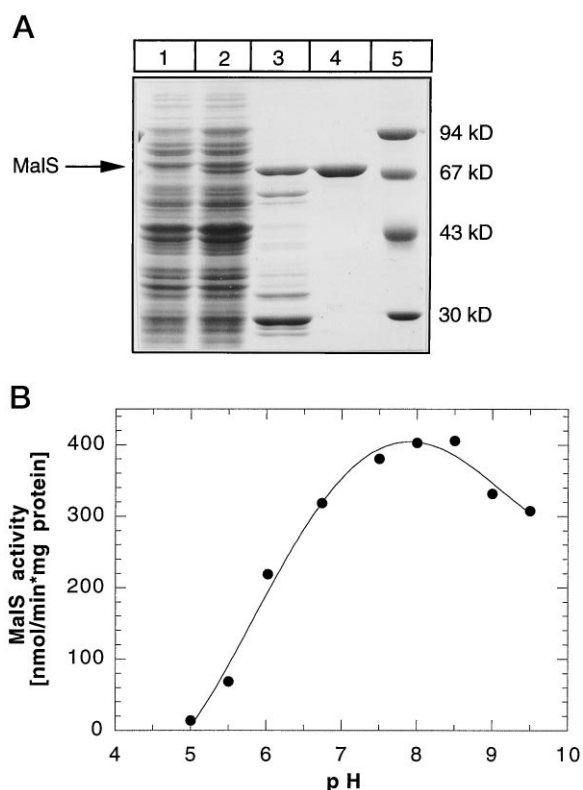 A
1 2 3 4 5
MalS
94 kD
67 kD
43 kD
30 kD
B
MalS activity
[nmol/min*mg protein]
400
300
200
100
0
4 5 6 7 8 9 10
pH